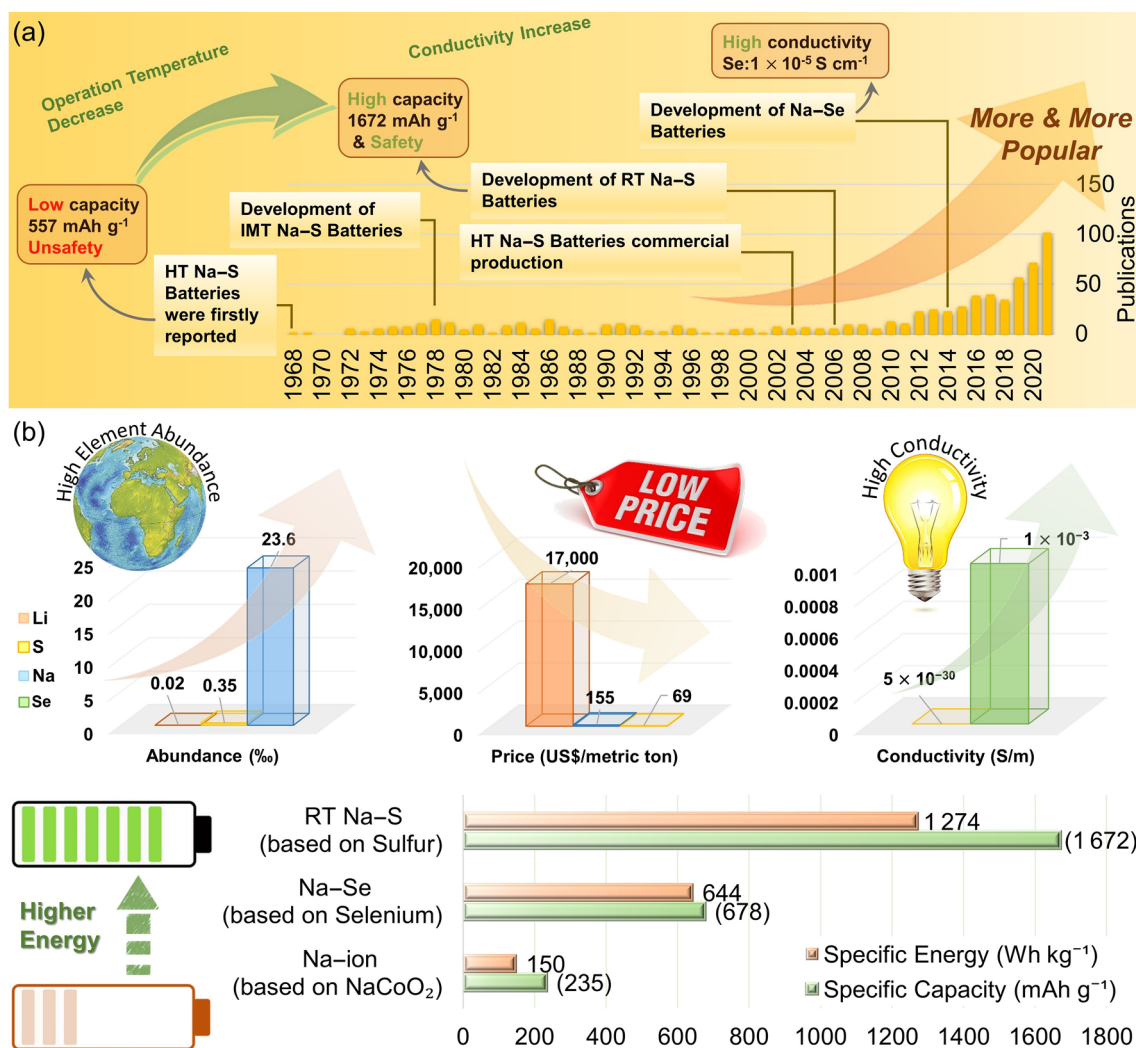 (a)
Operation Temperature
Decrease
Conductivity Increase
High conductivity
Se:1 × 10⁻⁵ S cm⁻¹
High capacity
1672 mAh g⁻¹
& Safety
Development of Na–Se
Batteries
More & More
Popular
Low capacity
557 mAh g⁻¹
Unsafety
Development of
IMT Na–S Batteries
Development of RT Na–S
Batteries
HT Na–S Batteries commercial
production
HT Na–S
Batteries
were firstly
reported
150
100
50
0
Publications
1968
1970
1972
1974
1976
1978
1980
1982
1984
1986
1988
1990
1992
1994
1996
1998
2000
2002
2004
2006
2008
2010
2012
2014
2016
2018
2020
(b)
High Element Abundance
Li
S
Na
Se
25
20
15
10
5
0
0.02
0.35
23.6
Abundance (‰)
LOW
PRICE
20,000
15,000
10,000
5,000
0
17,000
155
69
Price (US$/metric ton)
High Conductivity
0.001
0.0008
0.0006
0.0004
0.0002
0
5 × 10⁻³⁰
1 × 10⁻³
Conductivity (S/m)
Higher
Energy
RT Na–S
(based on Sulfur)
1 274
(1 672)
Na–Se
(based on Selenium)
644
(678)
Na–ion
(based on NaCoO₂)
150
(235)
Specific Energy (Wh kg⁻¹)
Specific Capacity (mAh g⁻¹)
0 200 400 600 800 1000 1200 1400 1600 1800